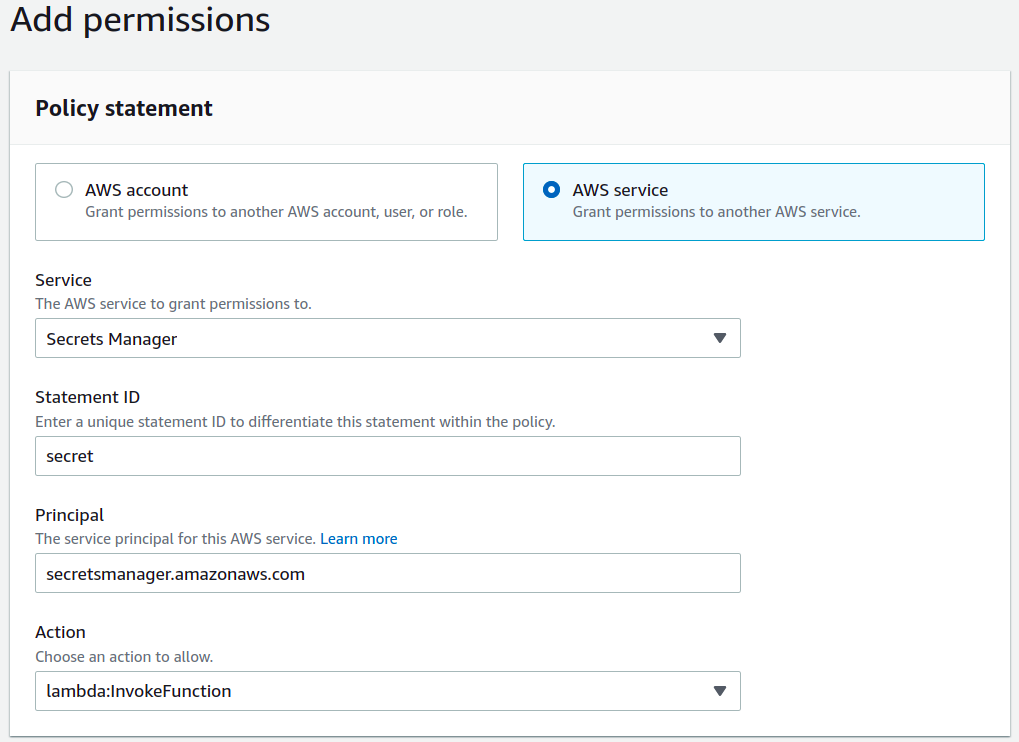 Add permissions
Policy statement
AWS account
Grant permissions to another AWS account, user, or role.
AWS service
Grant permissions to another AWS service.
Service
The AWS service to grant permissions to.
Secrets Manager
Statement ID
Enter a unique statement ID to differentiate this statement within the policy.
secret
Principal
The service principal for this AWS service. Learn more
secretsmanager.amazonaws.com
Action
Choose an action to allow.
lambda:InvokeFunction